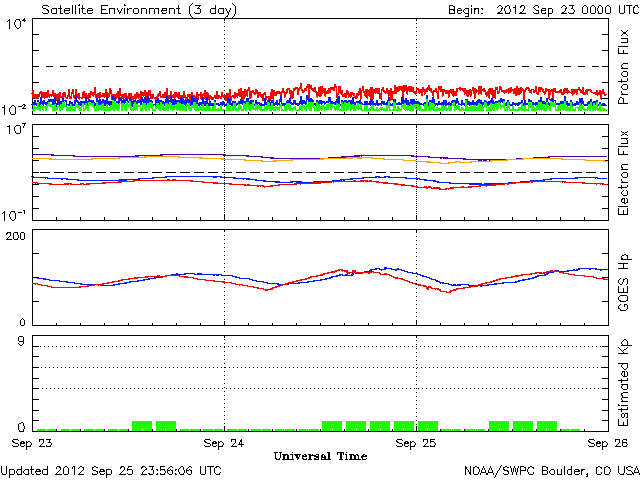 Satellite Environment (3 day) Begin: 2012 Sep 23 0000 UTC
10⁴
10⁻²
Proton Flux
10⁷
10⁻¹
Electron Flux
200
0
GOES Hp
9
0
Estimated Kp
Sep 23 Sep 24 Sep 25 Sep 26
Universal Time
Updated 2012 Sep 25 23:56:06 UTC NOAA/SWPC Boulder, CO USA